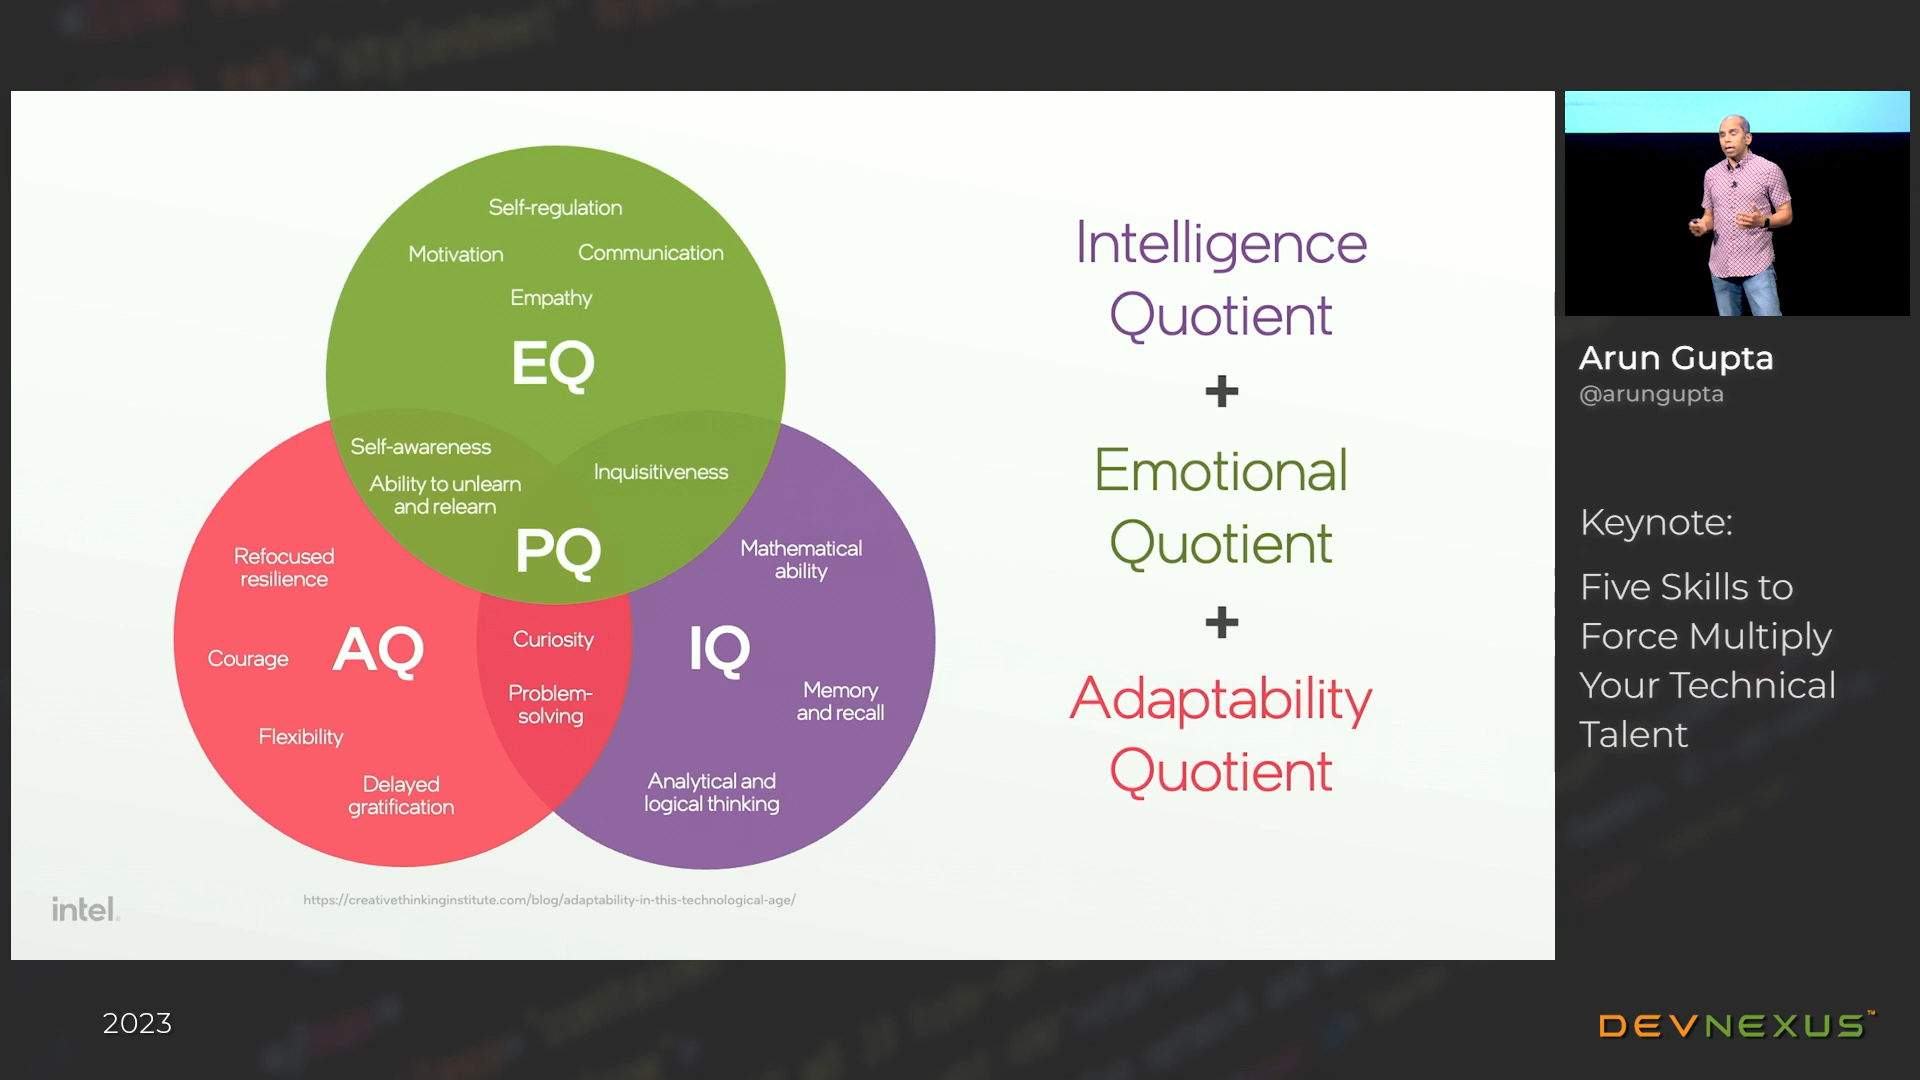 Self-regulation
Motivation
Communication
Empathy
EQ
Self-awareness
Ability to unlearn
and relearn
Inquisitiveness
PQ
Refocused
resilience
Courage
AQ
Flexibility
Delayed
gratification
Curiosity
Problem-
solving
IQ
Mathematical
ability
Memory
and recall
Analytical and
logical thinking
https://creativethinkinginstitute.com/blog/adaptability-in-this-technological-age/
intel.
Intelligence
Quotient
+
Emotional
Quotient
+
Adaptability
Quotient
Arun Gupta
@arungupta
Keynote:
Five Skills to
Force Multiply
Your Technical
Talent
2023
DEVNEXUS™